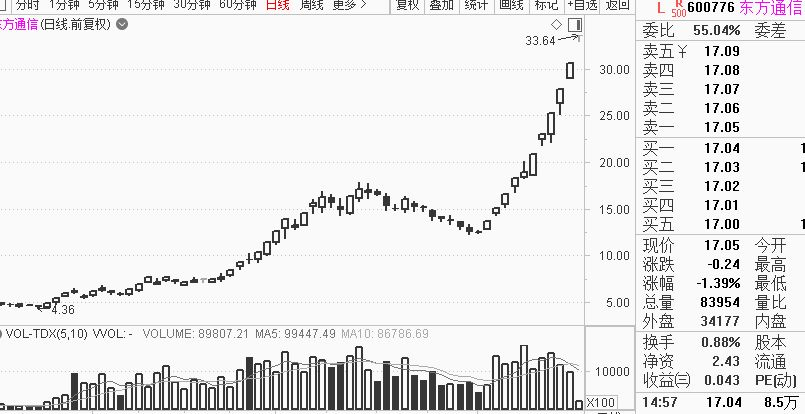 分时 1分钟 5分钟 15分钟 30分钟 60分钟 日线 周线 更多 > 复权 叠加 统计 画线 标记 +自选 返回
东方通信(日线.前复权)
33.64
30.00
25.00
20.00
15.00
10.00
5.00
4.36
VOL-TDX(5,10) VVOL: - VOLUME: 89807.21 MA5: 99447.49 MA10: 86786.69
10000
X100
L R 500 600776 东方通信
委比 55.04% 委差
卖五 ¥ 17.09
卖四 17.08
卖三 17.07
卖二 17.06
卖一 17.05
买一 17.04 1
买二 17.03 1
买三 17.02
买四 17.01
买五 17.00 1
现价 17.05 今开
涨跌 -0.24 最高
涨幅 -1.39% 最低
总量 83954 量比
外盘 34177 内盘
换手 0.88% 股本
净资 2.43 流通
收益(三) 0.043 PE(动)
14:57 17.04 8.5万